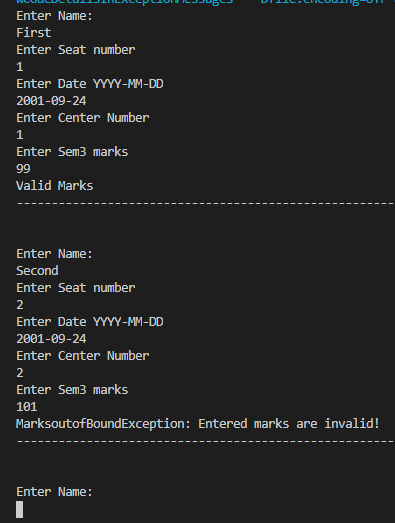 Enter Name:
First
Enter Seat number
1
Enter Date YYYY-MM-DD
2001-09-24
Enter Center Number
1
Enter Sem3 marks
99
Valid Marks
------------------------------------------------------
Enter Name:
Second
Enter Seat number
2
Enter Date YYYY-MM-DD
2001-09-24
Enter Center Number
2
Enter Sem3 marks
101
MarksoutofBoundException: Entered marks are invalid!
------------------------------------------------------
Enter Name: